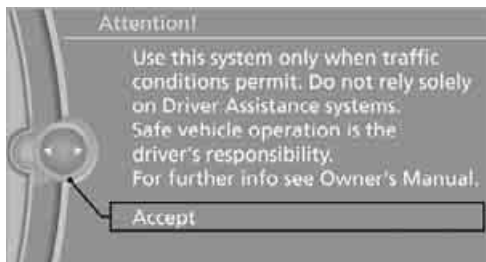 Attention!
Use this system only when traffic
conditions permit. Do not rely solely
on Driver Assistance systems.
Safe vehicle operation is the
driver's responsibility.
For further info see Owner's Manual.
Accept